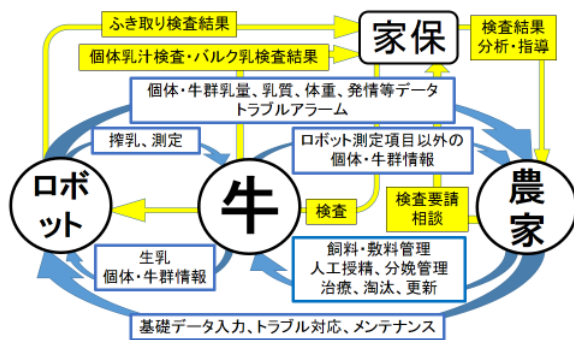 ふき取り検査結果
家保
検査結果
分析・指導
個体乳汁検査・バルク乳検査結果
個体・牛群乳量、乳質、体重、発情等データ
トラブルアラーム
搾乳、測定
ロボット測定項目以外の
個体・牛群情報
ロボ
ット
牛
農
家
検査
検査要請
相談
生乳
個体・牛群情報
飼料・敷料管理
人工授精、分娩管理
治療、淘汰、更新
基礎データ入力、トラブル対応、メンテナンス